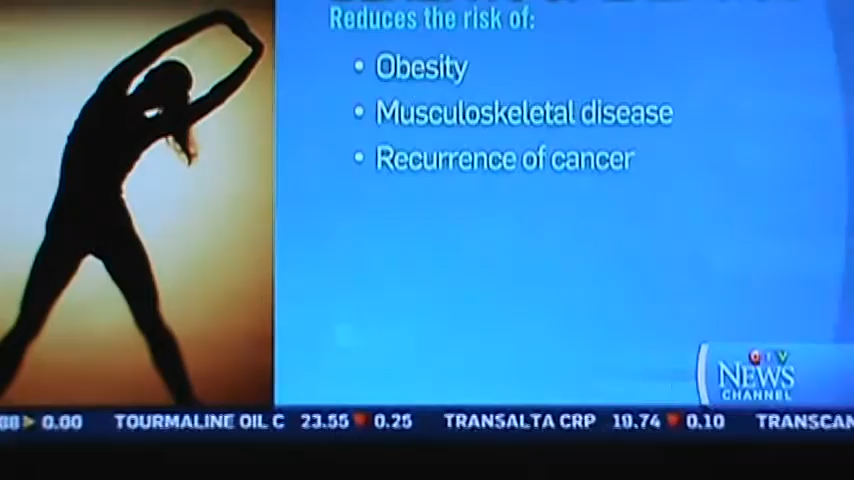 Reduces the risk of:
• Obesity
• Musculoskeletal disease
• Recurrence of cancer
CTV
NEWS
CHANNEL
0.00 TOURMALINE OIL C 23.55 0.25 TRANSALTA CRP 19.74 0.10 TRANSCAN